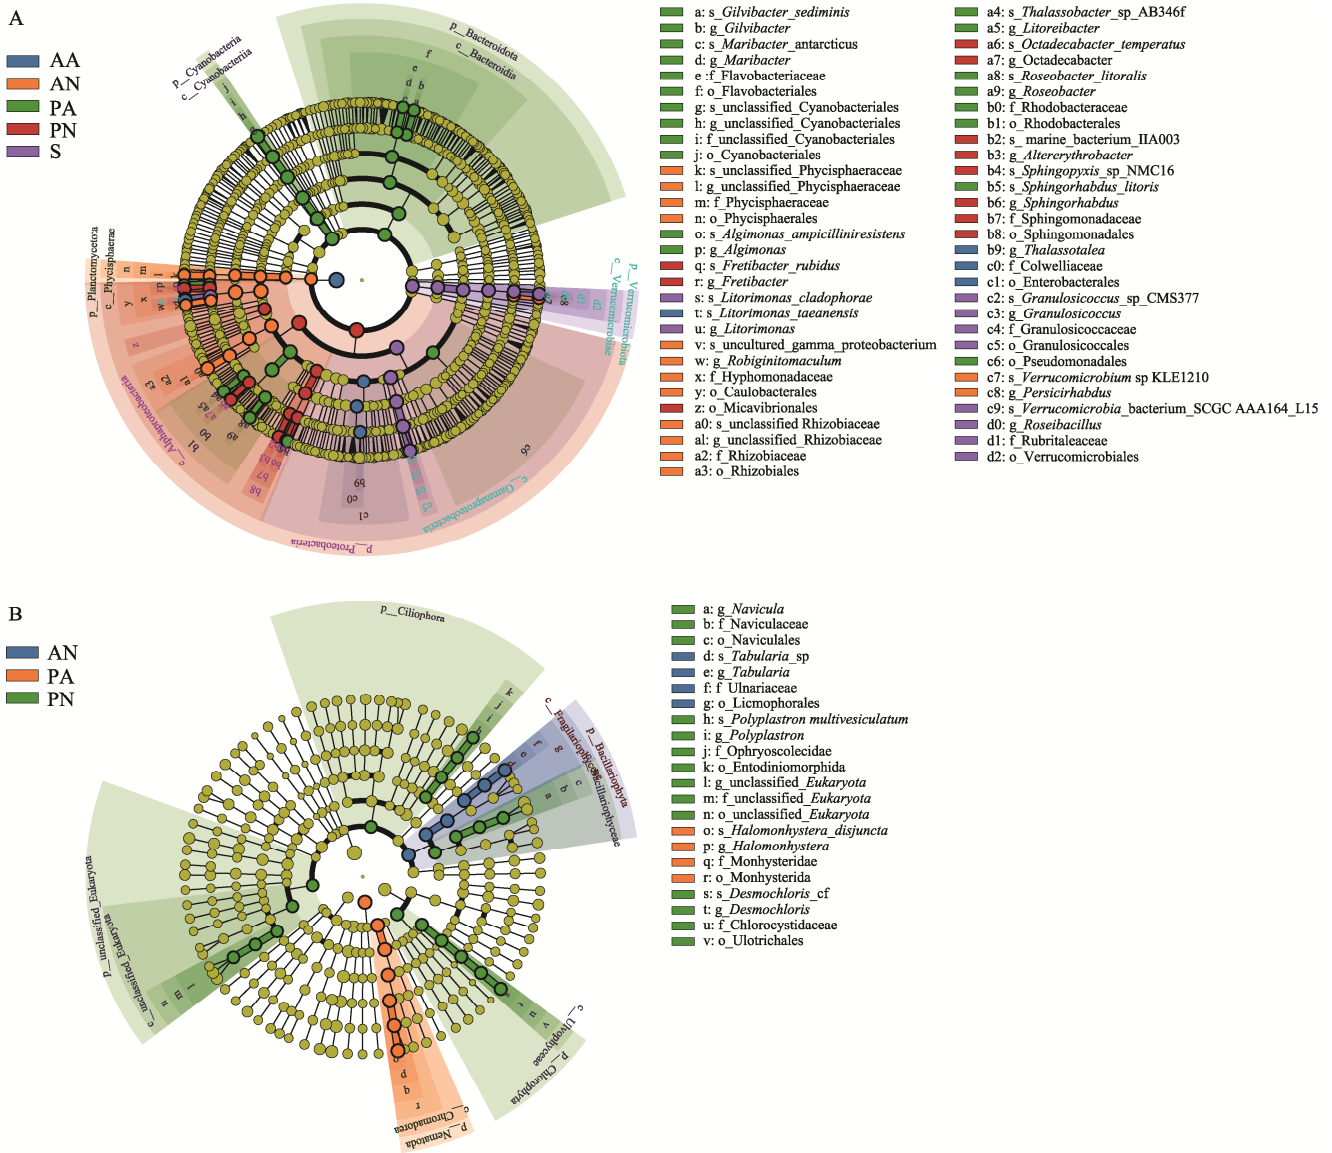 A
AA
AN
PA
PN
S
p__Bacteroidota
c__Bacteroidia
p__Cyanobacteria
c__Cyanobacteriia
p__Planctomycetota
c__Physcisphaerae
p__Verrucomicrobiota
c__Verrucomicrobiae
c__Alphaproteobacteria
c__Gammaproteobacteria
p__Proteobacteria
a: s_Gilvibacter_sediminis
b: g_Gilvibacter
c: s_Maribacter_antarcticus
d: g_Maribacter
e :f_Flavobacteriaceae
f: o_Flavobacteriales
g: s_unclassified_Cyanobacteriales
h: g_unclassified_Cyanobacteriales
i: f_unclassified_Cyanobacteriales
j: o_Cyanobacteriales
k: s_unclassified_Phycisphaeraceae
l: g_unclassified_Phycisphaeraceae
m: f_Phycisphaeraceae
n: o_Phycisphaerales
o: s_Algimonas_ampicilliniresistens
p: g_Algimonas
q: s_Fretibacter_rubidus
r: g_Fretibacter
s: s_Litorimonas_cladophorae
t: s_Litorimonas_taeanensis
u: g_Litorimonas
v: s_uncultured_gamma_proteobacterium
w: g_Robiginitomaculum
x: f_Hyphomonadaceae
y: o_Caulobacterales
z: o_Micavibrionales
a0: s_unclassified Rhizobiaceae
al: g_unclassified_Rhizobiaceae
a2: f_Rhizobiaceae
a3: o_Rhizobiales
a4: s_Thalassobacter_sp_AB346f
a5: g_Litoreibacter
a6: s_Octadecabacter_temperatus
a7: g_Octadecabacter
a8: s_Roseobacter_litoralis
a9: g_Roseobacter
b0: f_Rhodobacteraceae
b1: o_Rhodobacterales
b2: s_ marine_bacterium_IIA003
b3: g_Altererythrobacter
b4: s_Sphingopyxis_sp_NMC16
b5: s_Sphingorhabdus_litoris
b6: g_Sphingorhabdus
b7: f_Sphingomonadaceae
b8: o_Sphingomonadales
b9: g_Thalassotalea
c0: f_Colwelliaceae
c1: o_Enterobacterales
c2: s_Granulosicoccus_sp_CMS377
c3: g_Granulosicoccus
c4: f_Granulosicoccaceae
c5: o_Granulosicoccales
c6: o_Pseudomonadales
c7: s_Verrucomicrobium sp KLE1210
c8: g_Persicirhabdus
c9: s_Verrucomicrobia_bacterium_SCGC AAA164_L15
d0: g_Roseibacillus
d1: f_Rubritaleaceae
d2: o_Verrucomicrobiales
B
AN
PA
PN
p__Ciliophora
c__Fragilariophyceae
p__Bacillariophyta
c__Bacillariophyceae
p__unclassified_Eukaryota
c__unclassified_Eukaryota
c__Ulvophyceae
p__Chlorophyta
c__Chromadorea
p__Nematoda
a: g_Navicula
b: f_Naviculaceae
c: o_Naviculales
d: s_Tabularia_sp
e: g_Tabularia
f: f_Ulnariaceae
g: o_Licmophorales
h: s_Polyplastron multivesiculatum
i: g_Polyplastron
j: f_Ophryoscolecidae
k: o_Entodiniomorphida
l: g_unclassified_Eukaryota
m: f_unclassified_Eukaryota
n: o_unclassified_Eukaryota
o: s_Halomonhystera_disjuncta
p: g_Halomonhystera
q: f_Monhysteridae
r: o_Monhysterida
s: s_Desmochloris_cf
t: g_Desmochloris
u: f_Chlorocystidaceae
v: o_Ulotrichales